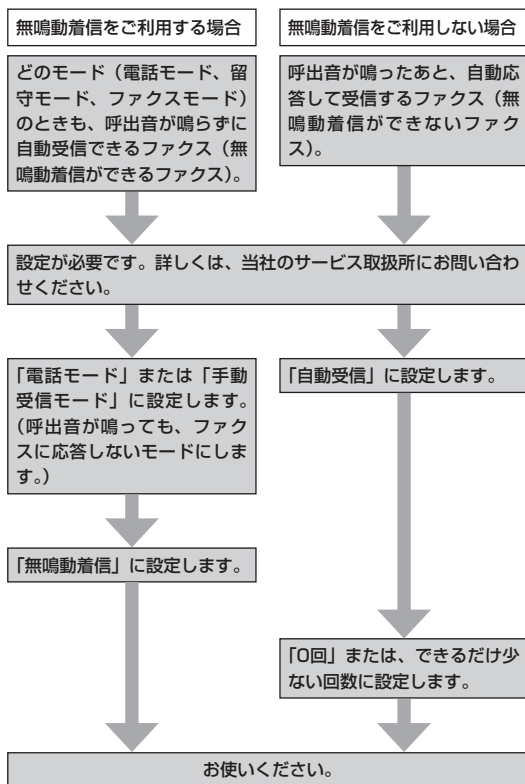 無鳴動着信をご利用する場合
無鳴動着信をご利用しない場合
どのモード（電話モード、留
守モード、ファクスモード）
のときも、呼出音が鳴らずに
自動受信できるファクス（無
鳴動着信ができるファクス）。
呼出音が鳴ったあと、自動応
答して受信するファクス（無
鳴動着信ができないファク
ス）。
設定が必要です。詳しくは、当社のサービス取扱所にお問い合わ
せください。
「電話モード」または「手動
受信モード」に設定します。
（呼出音が鳴っても、ファク
スに応答しないモードにしま
す。）
「自動受信」に設定します。
「無鳴動着信」に設定します。
「0回」または、できるだけ少
ない回数に設定します。
お使いください。